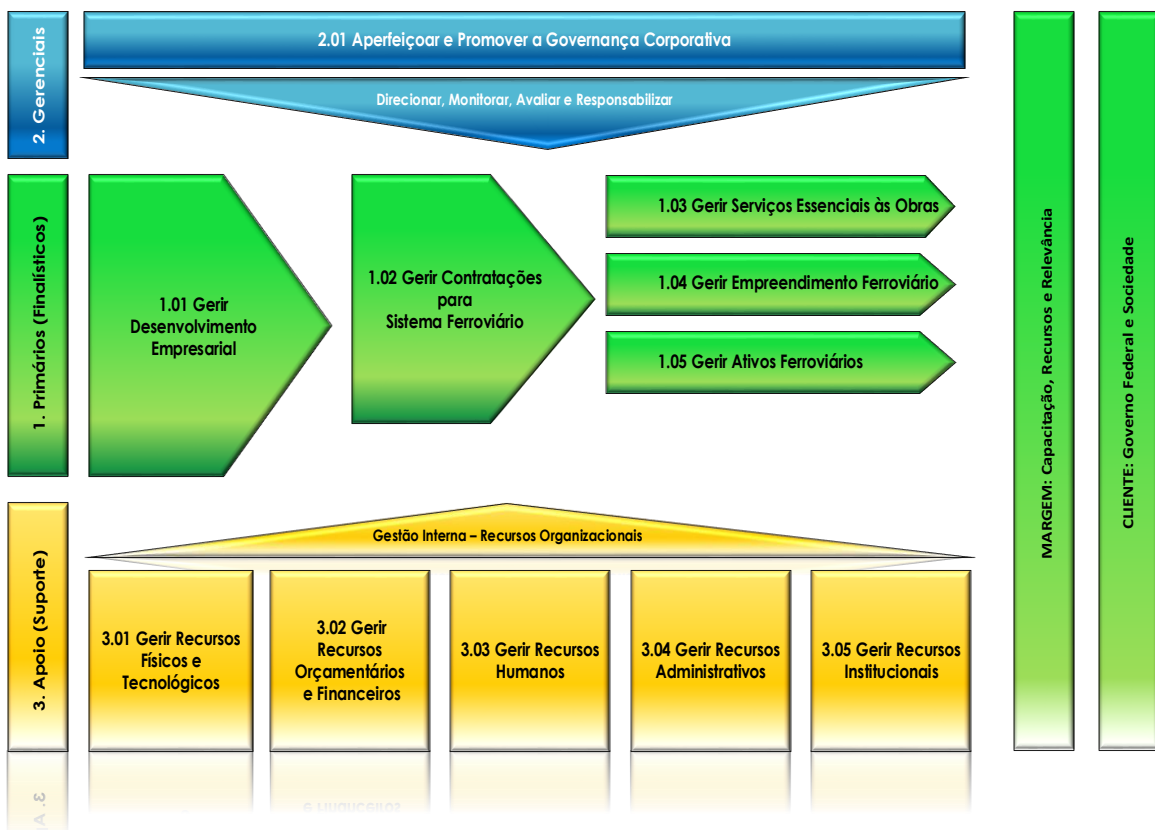 2. Gerenciais
2.01 Aperfeiçoar e Promover a Governança Corporativa
Direcionar, Monitorar, Avaliar e Responsabilizar
1. Primários (Finalísticos)
1.01 Gerir
Desenvolvimento
Empresarial
1.02 Gerir Contratações
para
Sistema Ferroviário
1.03 Gerir Serviços Essenciais às Obras
1.04 Gerir Empreendimento Ferroviário
1.05 Gerir Ativos Ferroviários
3. Apoio (Suporte)
Gestão Interna – Recursos Organizacionais
3.01 Gerir Recursos
Físicos e
Tecnológicos
3.02 Gerir
Recursos
Orçamentários
e Financeiros
3.03 Gerir Recursos
Humanos
3.04 Gerir Recursos
Administrativos
3.05 Gerir Recursos
Institucionais
MARGEM: Capacitação, Recursos e Relevância
CLIENTE: Governo Federal e Sociedade